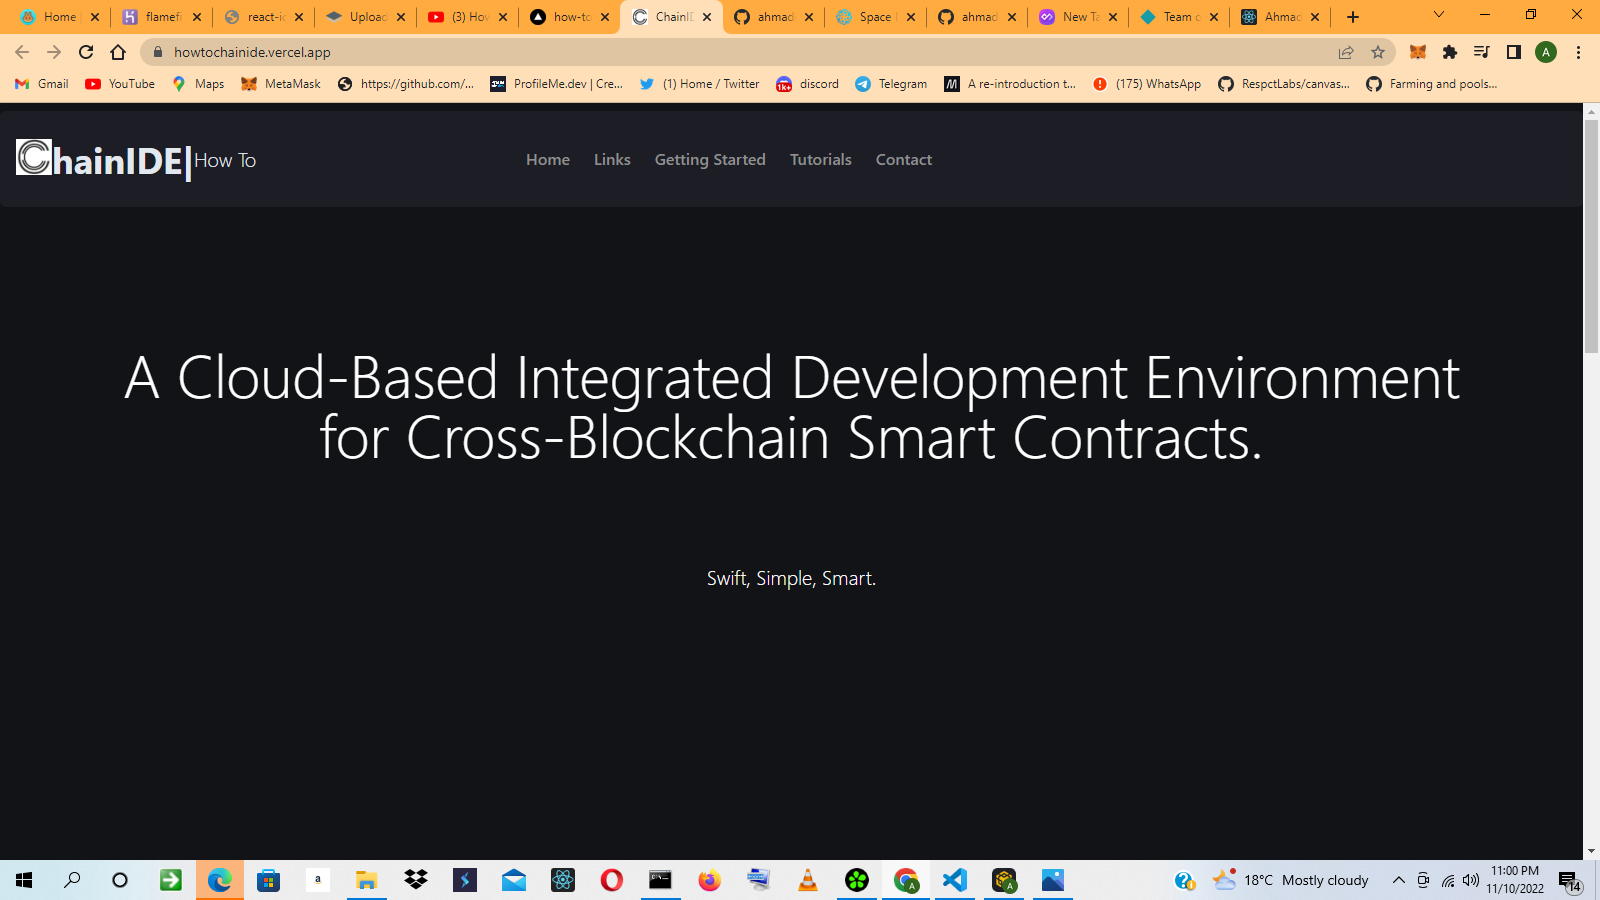 Home
flamef
react-ic
Upload
(3) How
how-to
ChainID
ahmad
Space
ahmad
New Ta
Team o
Ahmad
howtochainide.vercel.app
A
Gmail
YouTube
Maps
MetaMask
https://github.com/...
ProfileMe.dev | Cre...
(1) Home / Twitter
1k+
discord
Telegram
M
A re-introduction t...
(175) WhatsApp
RespctLabs/canvas...
Farming and pools...
ChainIDE|How To
Home
Links
Getting Started
Tutorials
Contact
A Cloud-Based Integrated Development Environment
for Cross-Blockchain Smart Contracts.
Swift, Simple, Smart.
a
A
A
18°C Mostly cloudy
11:00 PM
11/10/2022
14